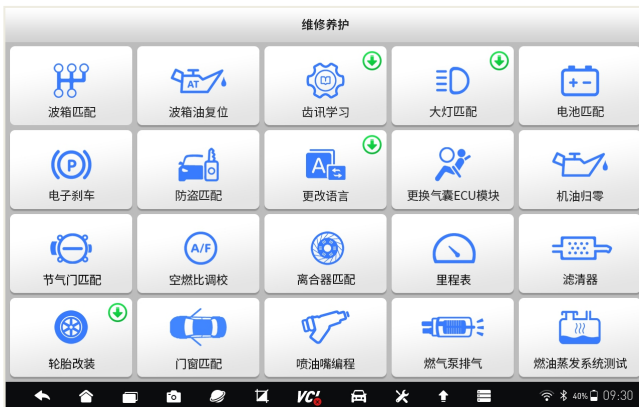 维修养护
波箱匹配
AT
波箱油复位
齿讯学习
大灯匹配
电池匹配
P
电子刹车
防盗匹配
A
更改语言
更换气囊ECU模块
机油归零
节气门匹配
A/F
空燃比调校
离合器匹配
里程表
滤清器
轮胎改装
门窗匹配
喷油嘴编程
燃气泵排气
燃油蒸发系统测试
VCI
40%
09:30